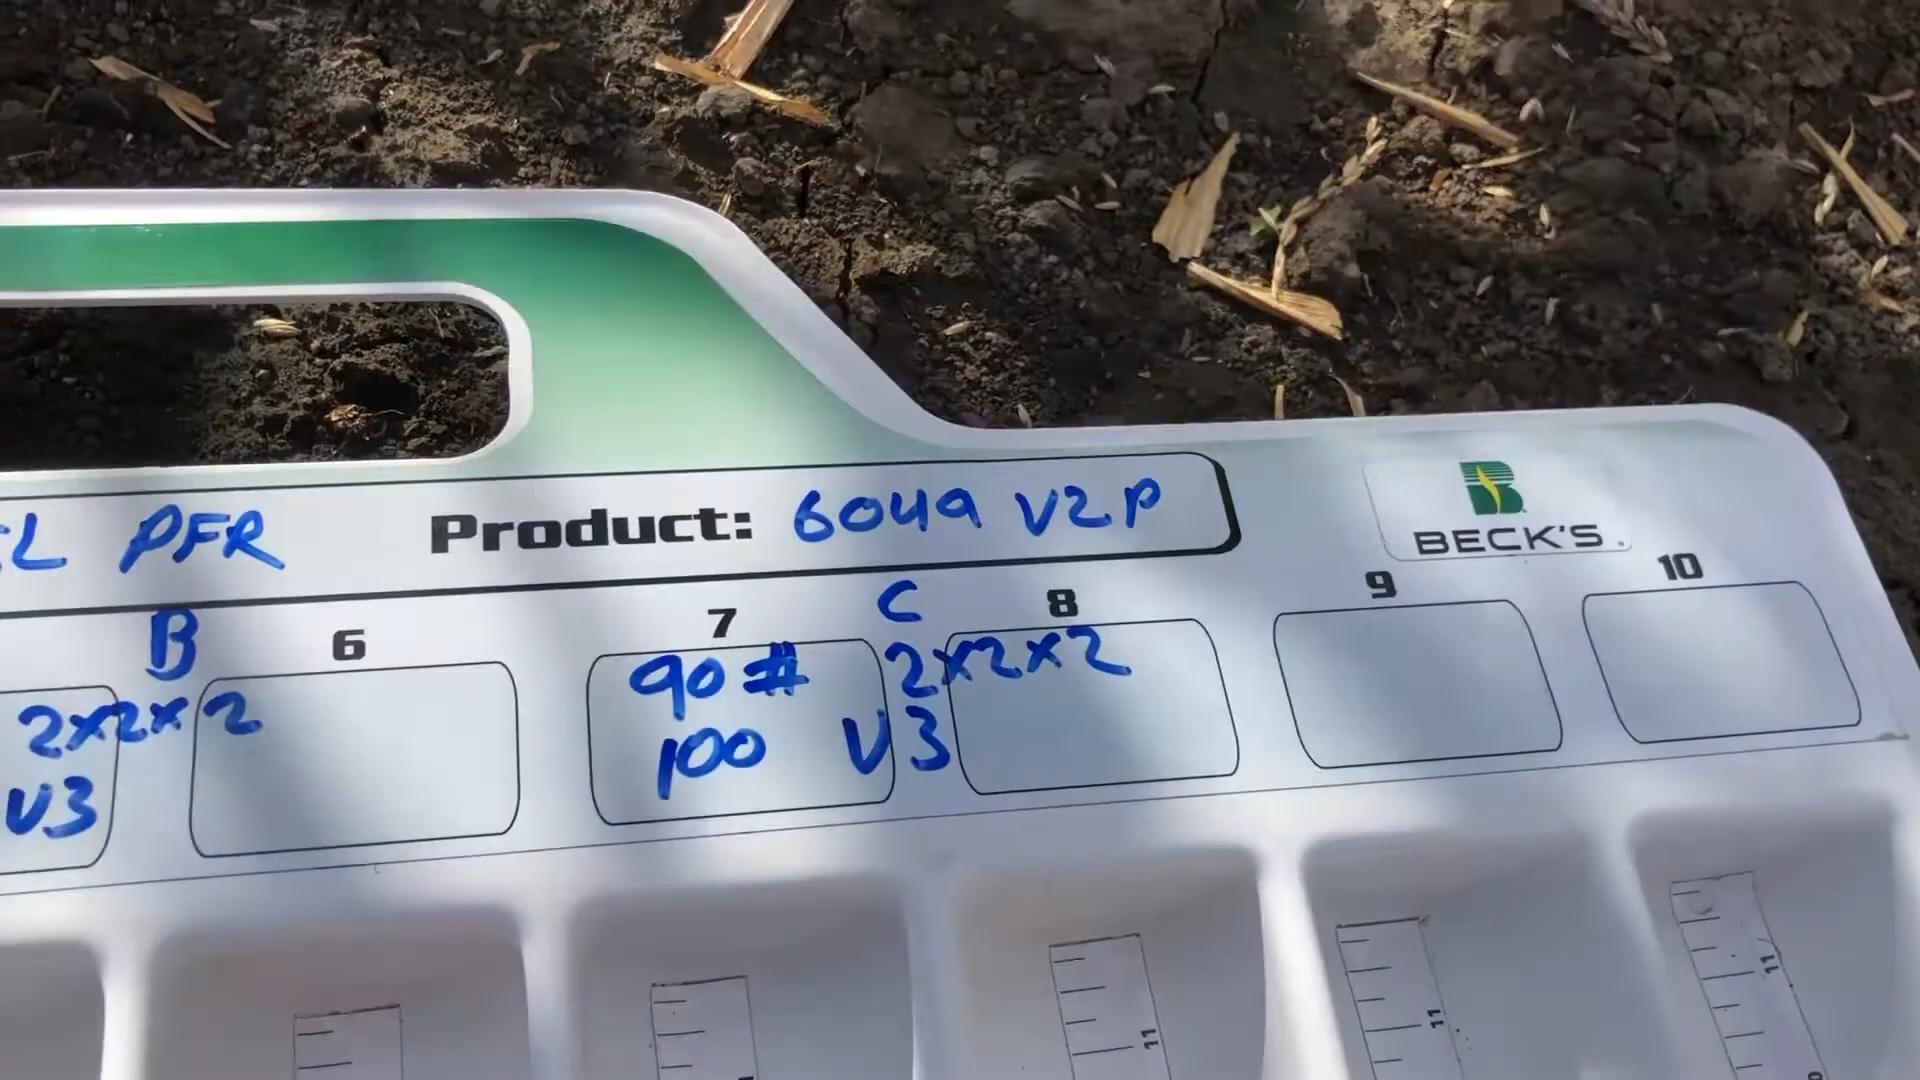 PFR Product: 6049 V2P
BECK'S
B 6 7 C 8 9 10
2x2x2 90# 2x2x2
V3 100 V3
11 11 11